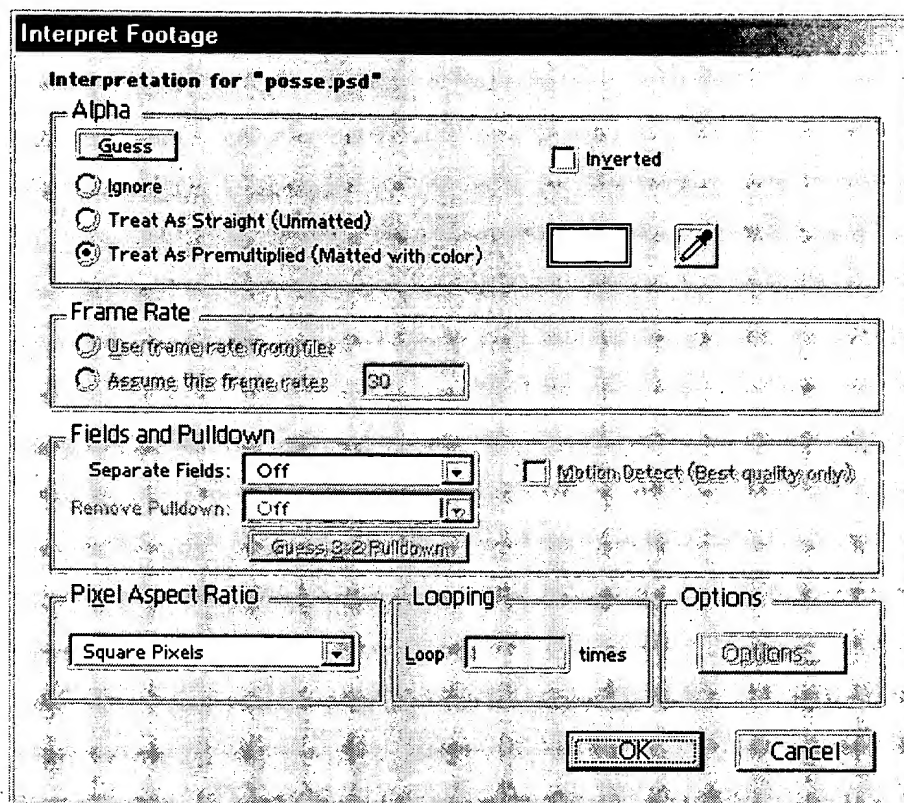 Interpret Footage
Interpretation for "posse.psd"
Alpha
Guess
Inverted
Ignore
Treat As Straight (Unmatted)
Treat As Premultiplied (Matted with color)
Frame Rate
Use frame rate from file:
Assume this frame rate: 30
Fields and Pulldown
Separate Fields: Off
Motion Detect (Best quality only)
Remove Pulldown: Off
Guess 3:2 Pulldown
Pixel Aspect Ratio Looping Options
Square Pixels Loop 1 times Options...
OK Cancel